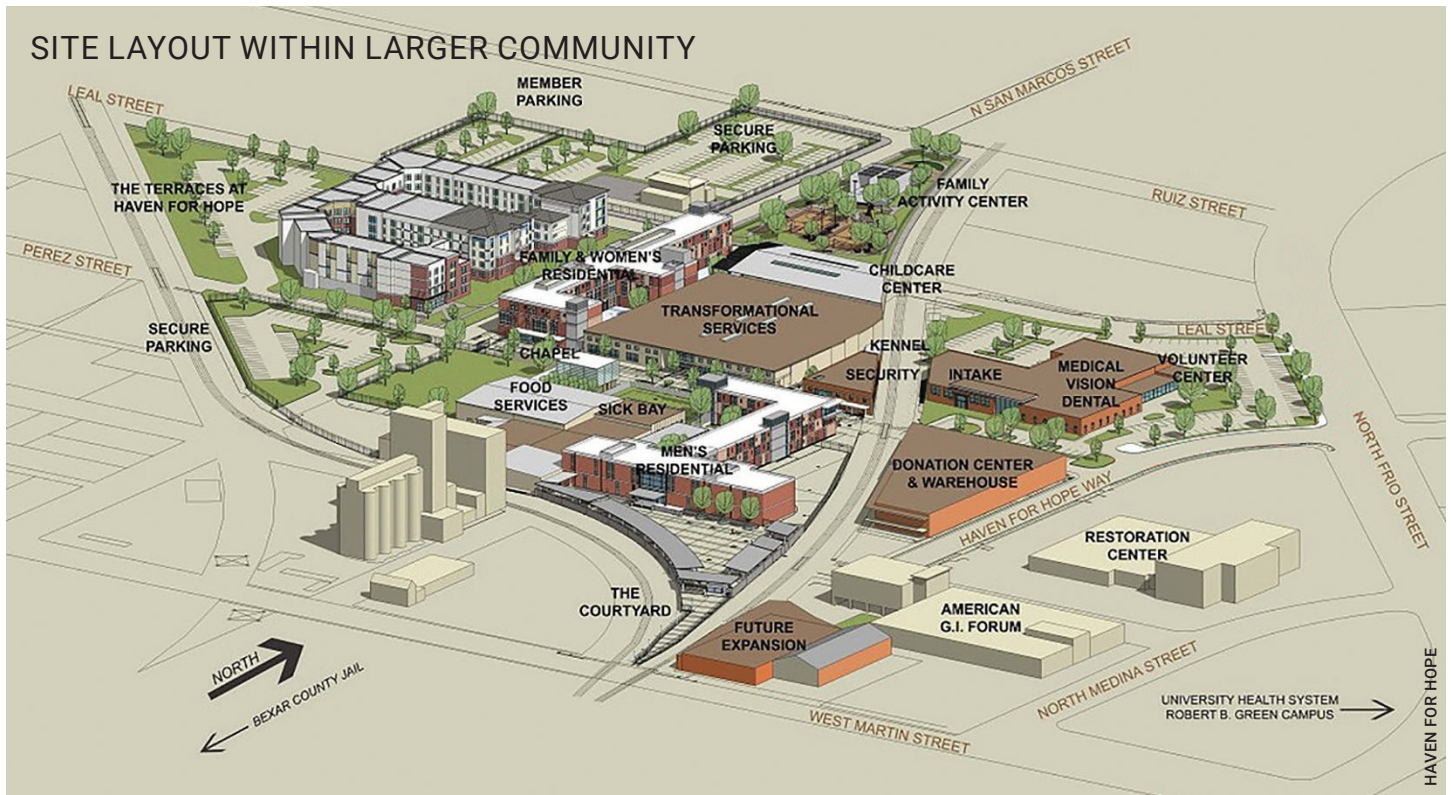 SITE LAYOUT WITHIN LARGER COMMUNITY
MEMBER
PARKING
N SAN MARCOS STREET
LEAL STREET
SECURE
PARKING
THE TERRACES AT
HAVEN FOR HOPE
FAMILY
ACTIVITY CENTER
RUIZ STREET
PEREZ STREET
FAMILY & WOMEN'S
RESIDENTIAL
CHILDCARE
CENTER
TRANSFORMATIONAL
SERVICES
SECURE
PARKING
LEAL STREET
CHAPEL
KENNEL
SECURITY
INTAKE
MEDICAL
VISION
DENTAL
VOLUNTEER
CENTER
FOOD
SERVICES
SICK BAY
MEN'S
RESIDENTIAL
DONATION CENTER
& WAREHOUSE
NORTH FRIO STREET
HAVEN FOR HOPE WAY
RESTORATION
CENTER
THE
COURTYARD
FUTURE
EXPANSION
AMERICAN
G.I. FORUM
NORTH
BEXAR COUNTY JAIL
NORTH MEDINA STREET
WEST MARTIN STREET
UNIVERSITY HEALTH SYSTEM
ROBERT B. GREEN CAMPUS
HAVEN FOR HOPE